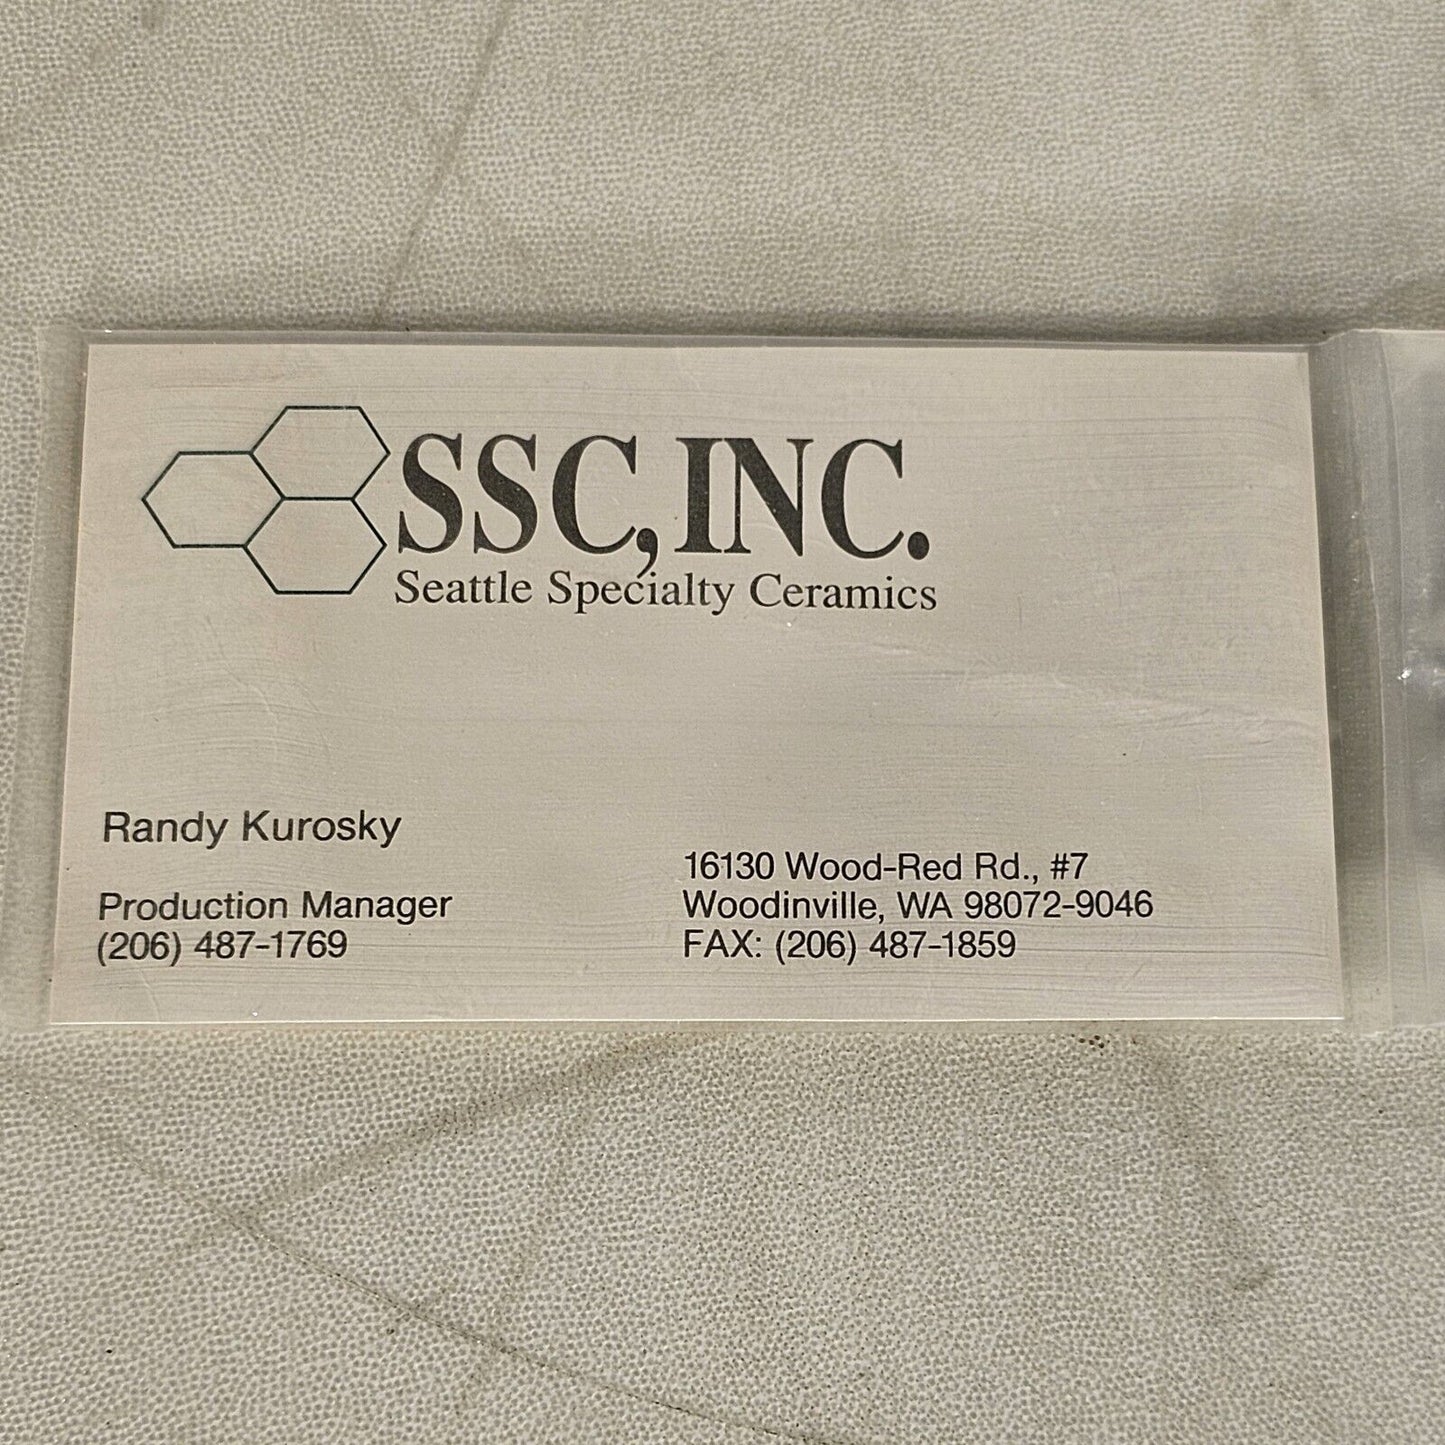 SSC, INC.
Seattle Specialty Ceramics
Randy Kurosky
Production Manager
(206) 487-1769
16130 Wood-Red Rd., #7
Woodinville, WA 98072-9046
FAX: (206) 487-1859